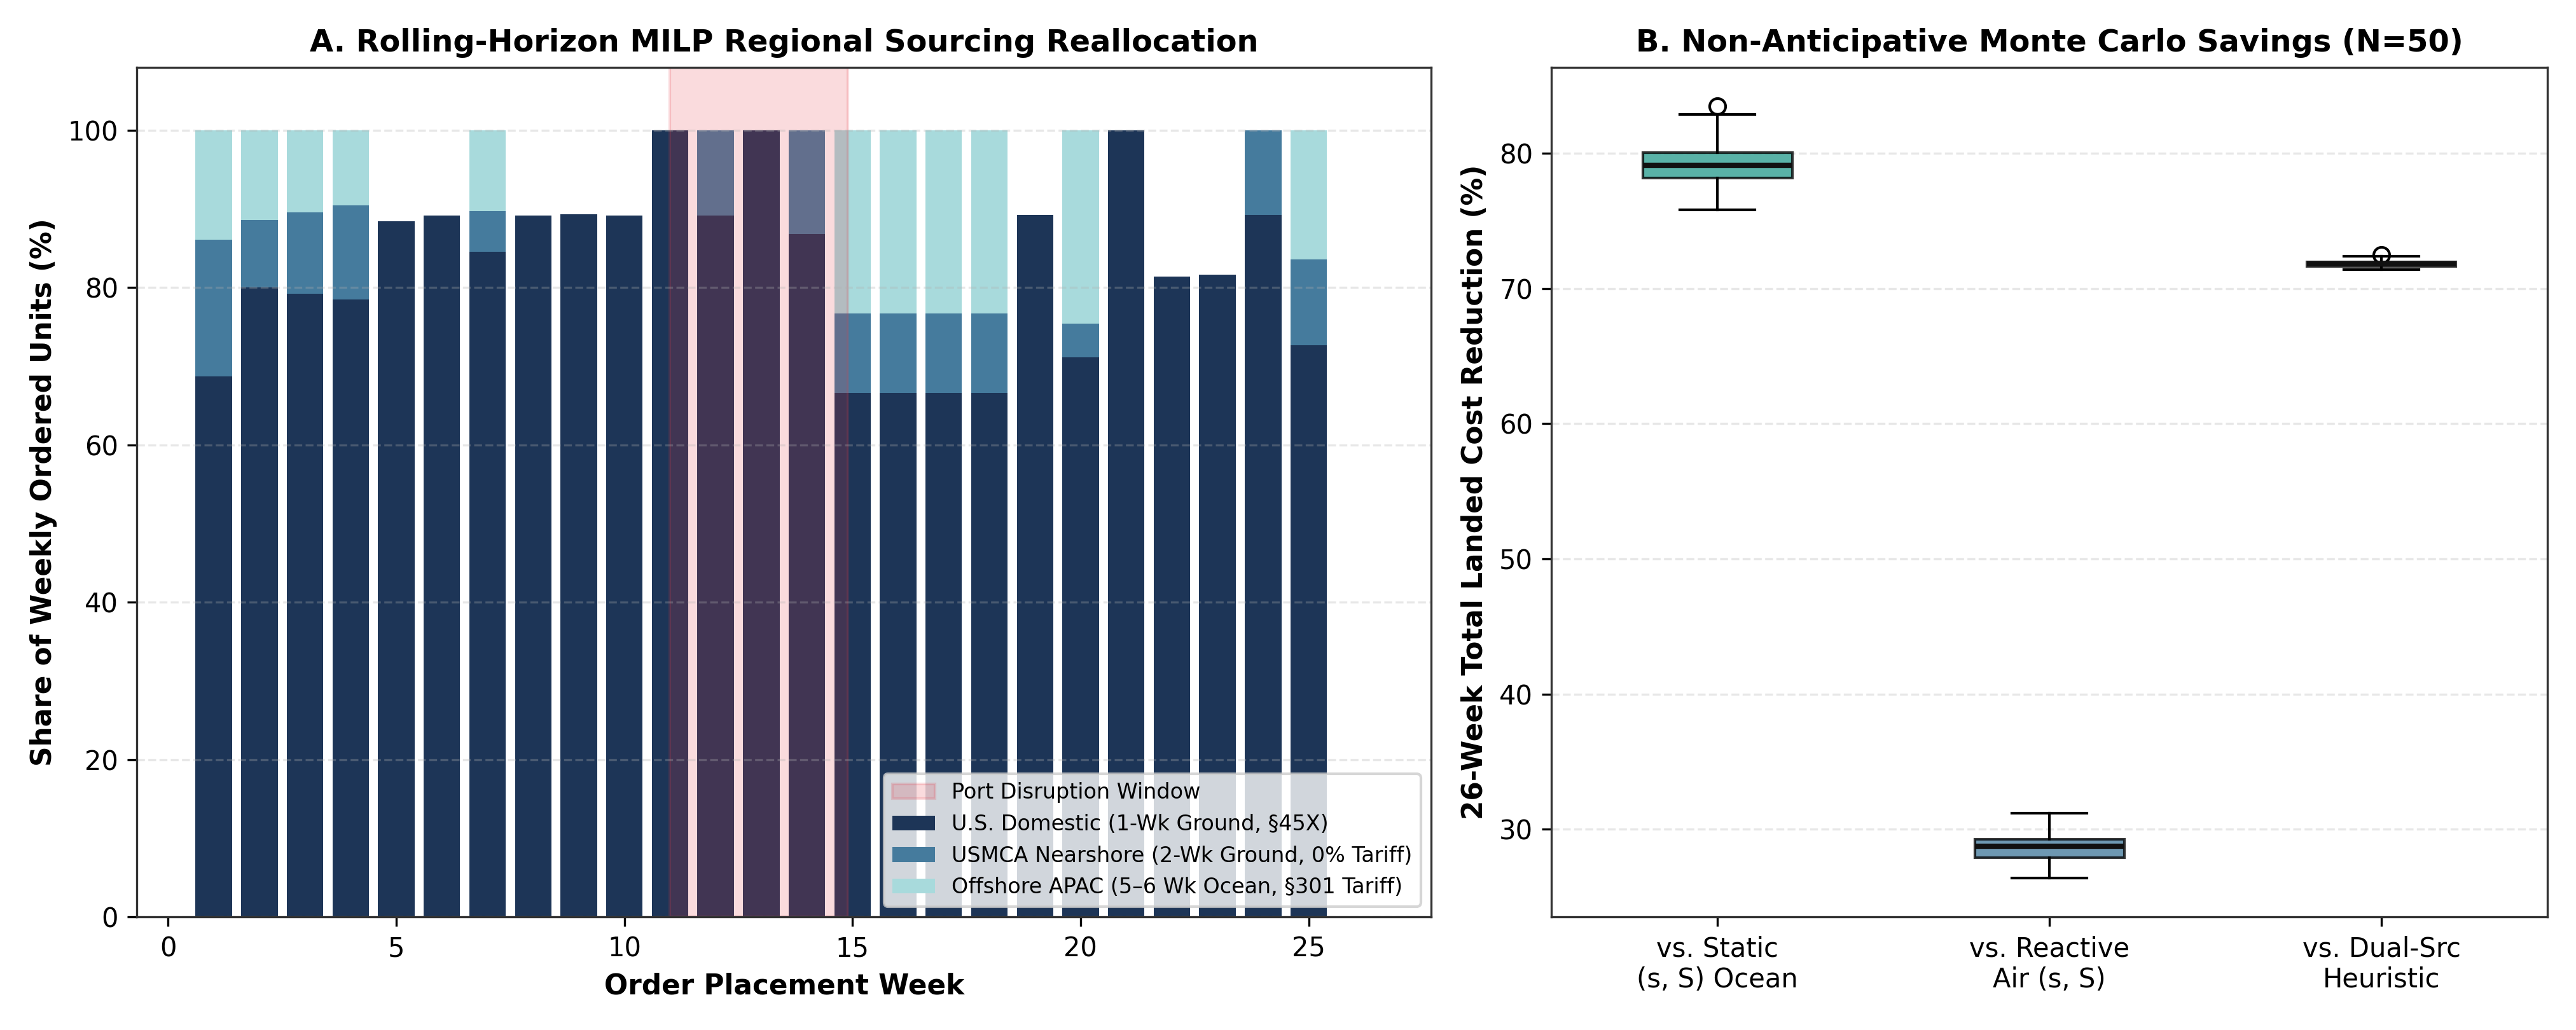 A. Rolling-Horizon MILP Regional Sourcing Reallocation
Share of Weekly Ordered Units (%)
100
80
60
40
20
0
0
5
10
15
20
25
Order Placement Week
Port Disruption Window
U.S. Domestic (1-Wk Ground, §45X)
USMCA Nearshore (2-Wk Ground, 0% Tariff)
Offshore APAC (5–6 Wk Ocean, §301 Tariff)
B. Non-Anticipative Monte Carlo Savings (N=50)
26-Week Total Landed Cost Reduction (%)
80
70
60
50
40
30
vs. Static
(s, S) Ocean
vs. Reactive
Air (s, S)
vs. Dual-Src
Heuristic